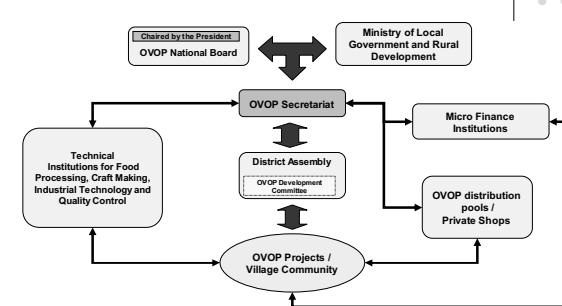 Chaired by the President
OVOP National Board
Ministry of Local
Government and Rural
Development
OVOP Secretariat
Micro Finance
Institutions
Technical
Institutions for Food
Processing, Craft Making,
Industrial Technology and
Quality Control
District Assembly
OVOP Development
Committee
OVOP distribution
pools /
Private Shops
OVOP Projects /
Village Community